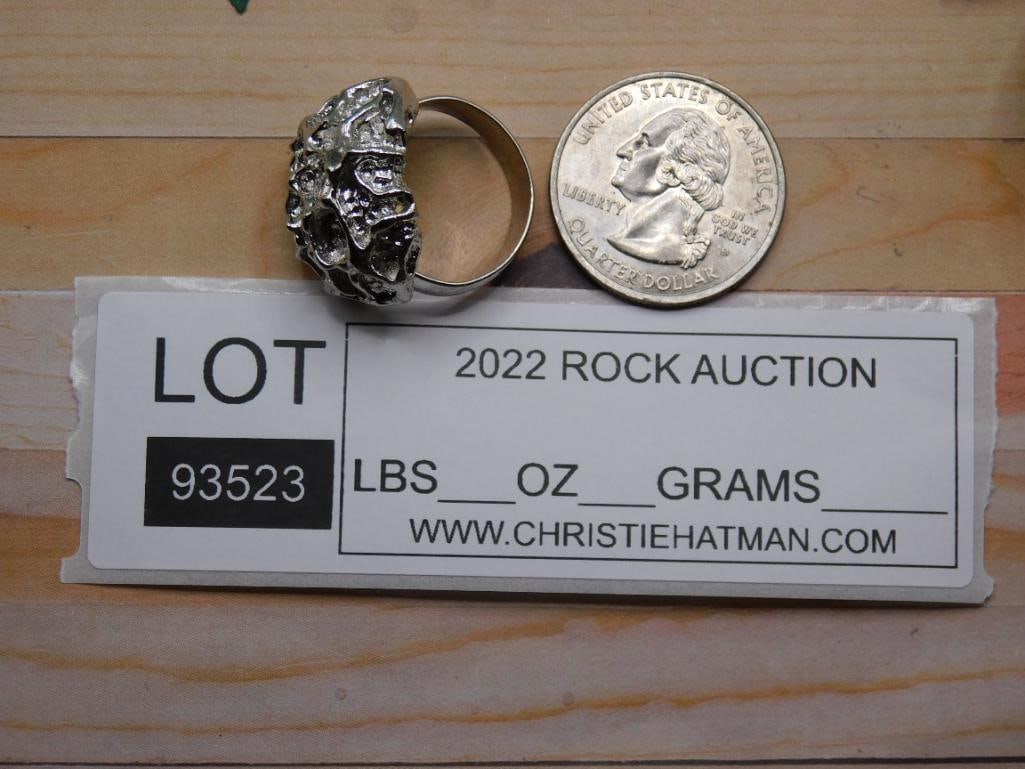 UNITED STATES OF AMERICA
LIBERTY
IN
GOD WE
TRUST
D
QUARTER DOLLAR
LOT
93523
2022 ROCK AUCTION
LBS___OZ___GRAMS_____
WWW.CHRISTIEHATMAN.COM